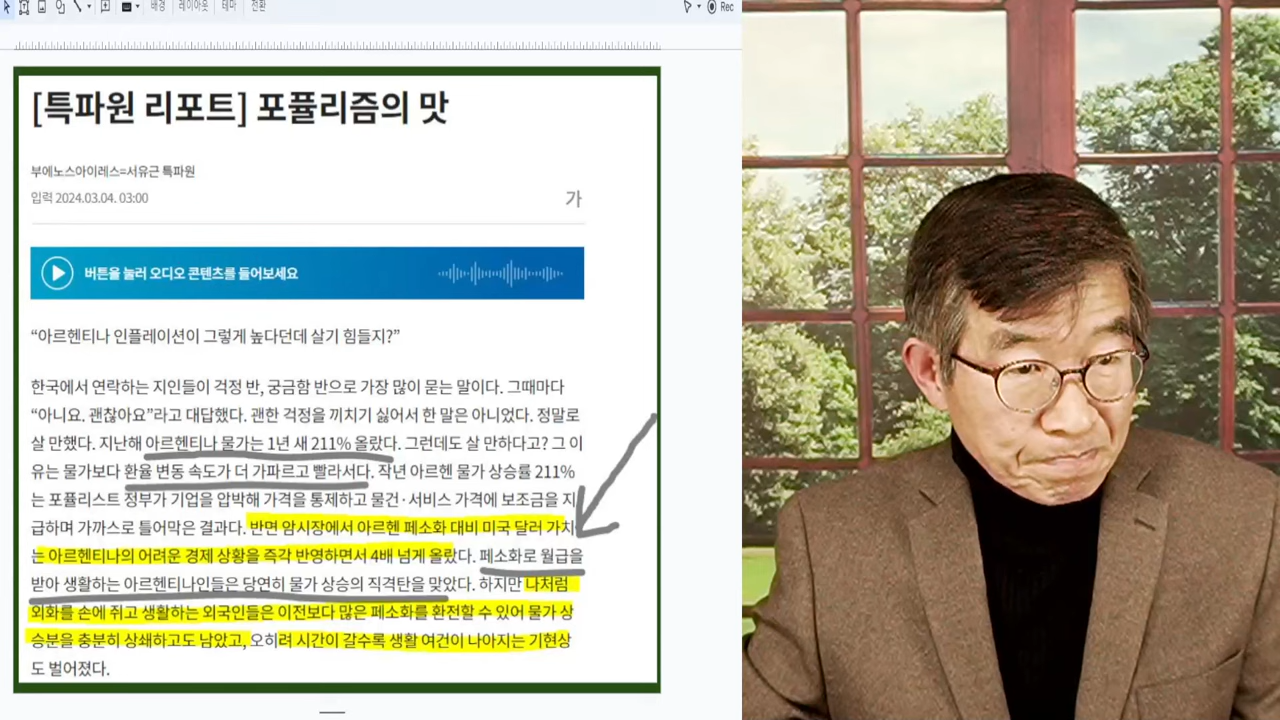 배경 레이아웃 테마 전환
Rec
[특파원 리포트] 포퓰리즘의 맛
부에노스아이레스=서유근 특파원
입력 2024.03.04. 03:00
가
버튼을 눌러 오디오 콘텐츠를 들어보세요
“아르헨티나 인플레이션이 그렇게 높다던데 살기 힘들지?”
한국에서 연락하는 지인들이 걱정 반, 궁금함 반으로 가장 많이 묻는 말이다. 그때마다
“아니요. 괜찮아요”라고 대답했다. 괜한 걱정을 끼치기 싫어서 한 말은 아니었다. 정말로
살 만했다. 지난해 아르헨티나 물가는 1년 새 211% 올랐다. 그런데도 살 만하다고? 그 이
유는 물가보다 환율 변동 속도가 더 가파르고 빨라서다. 작년 아르헨 물가 상승률 211%
는 포퓰리스트 정부가 기업을 압박해 가격을 통제하고 물건·서비스 가격에 보조금을 지
급하며 가까스로 틀어막은 결과다. 반면 암시장에서 아르헨 페소화 대비 미국 달러 가치
는 아르헨티나의 어려운 경제 상황을 즉각 반영하면서 4배 넘게 올랐다. 페소화로 월급을
받아 생활하는 아르헨티나인들은 당연히 물가 상승의 직격탄을 맞았다. 하지만 나처럼
외화를 손에 쥐고 생활하는 외국인들은 이전보다 많은 페소화를 환전할 수 있어 물가 상
승분을 충분히 상쇄하고도 남았고, 오히려 시간이 갈수록 생활 여건이 나아지는 기현상
도 벌어졌다.